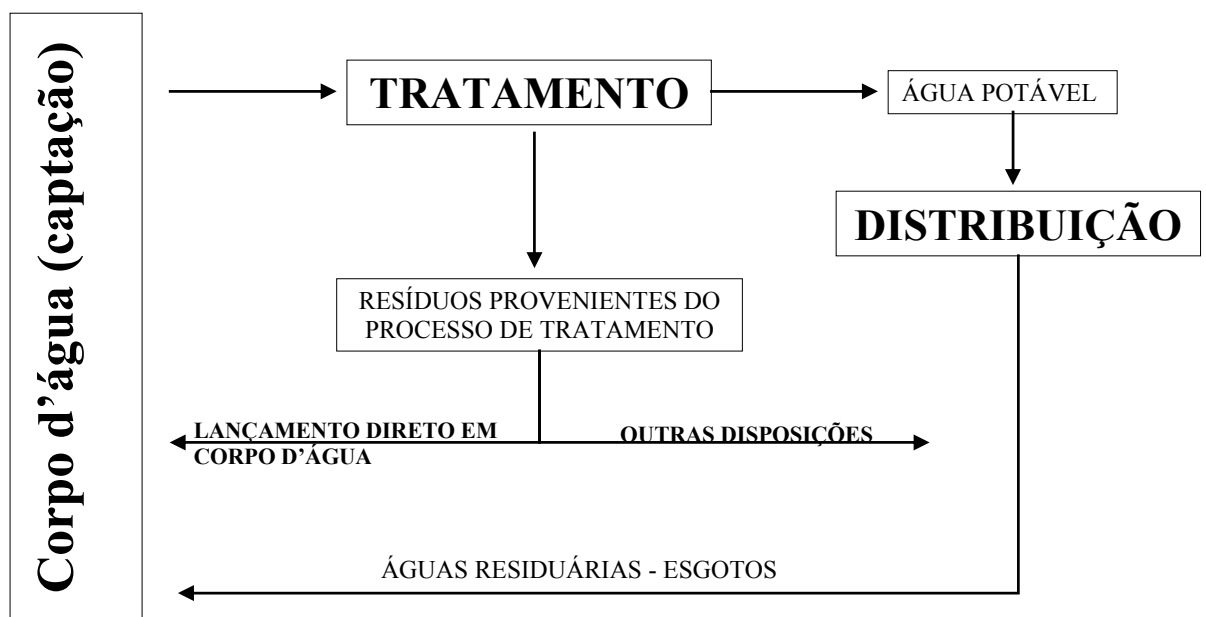 Corpo d’água (captação)
TRATAMENTO
ÁGUA POTÁVEL
DISTRIBUIÇÃO
RESÍDUOS PROVENIENTES DO
PROCESSO DE TRATAMENTO
LANÇAMENTO DIRETO EM
CORPO D’ÁGUA
OUTRAS DISPOSIÇÕES
ÁGUAS RESIDUÁRIAS - ESGOTOS